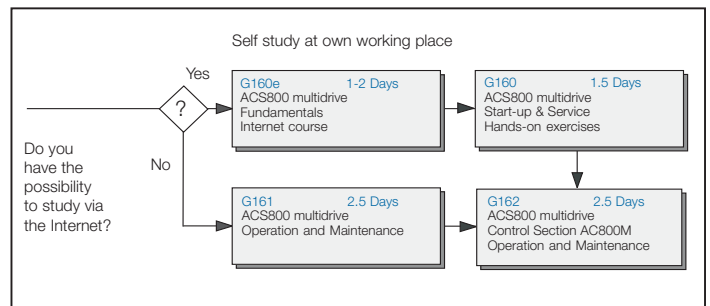 Self study at own working place
Do you
have the
possibility
to study via
the Internet?
?
Yes
No
G160e 1-2 Days
ACS800 multidrive
Fundamentals
Internet course
G160 1.5 Days
ACS800 multidrive
Start-up & Service
Hands-on exercises
G161 2.5 Days
ACS800 multidrive
Operation and Maintenance
G162 2.5 Days
ACS800 multidrive
Control Section AC800M
Operation and Maintenance